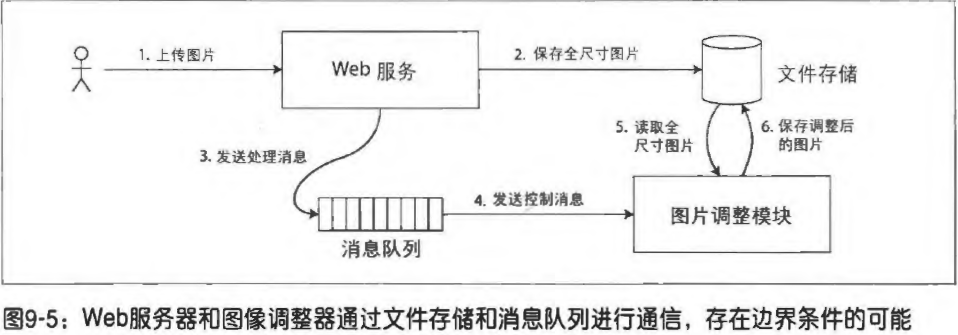 1. 上传图片
Web 服务
2. 保存全尺寸图片
文件存储
3. 发送处理消息
消息队列
4. 发送控制消息
5. 读取全
尺寸图片
6. 保存调整后
的图片
图片调整模块
图9-5：Web服务器和图像调整器通过文件存储和消息队列进行通信，存在边界条件的可能